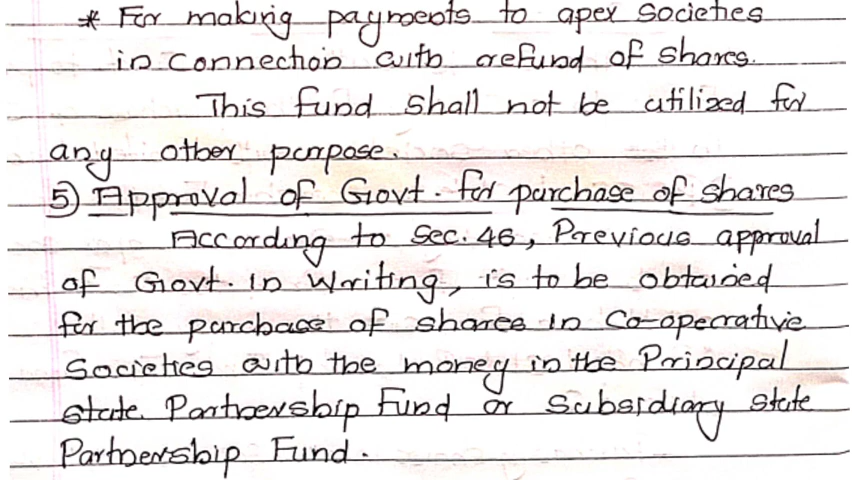 * For making payments to apex societies
in connection with refund of shares.
This fund shall not be utilized for
any other purpose.
5) Approval of Govt. for purchase of shares
According to Sec. 46, Previous approval
of Govt. in Writing, is to be obtained
for the purchase of shares in Co-operative
Societies with the money in the Principal
state Partnership Fund or Subsidiary state
Partnership Fund.